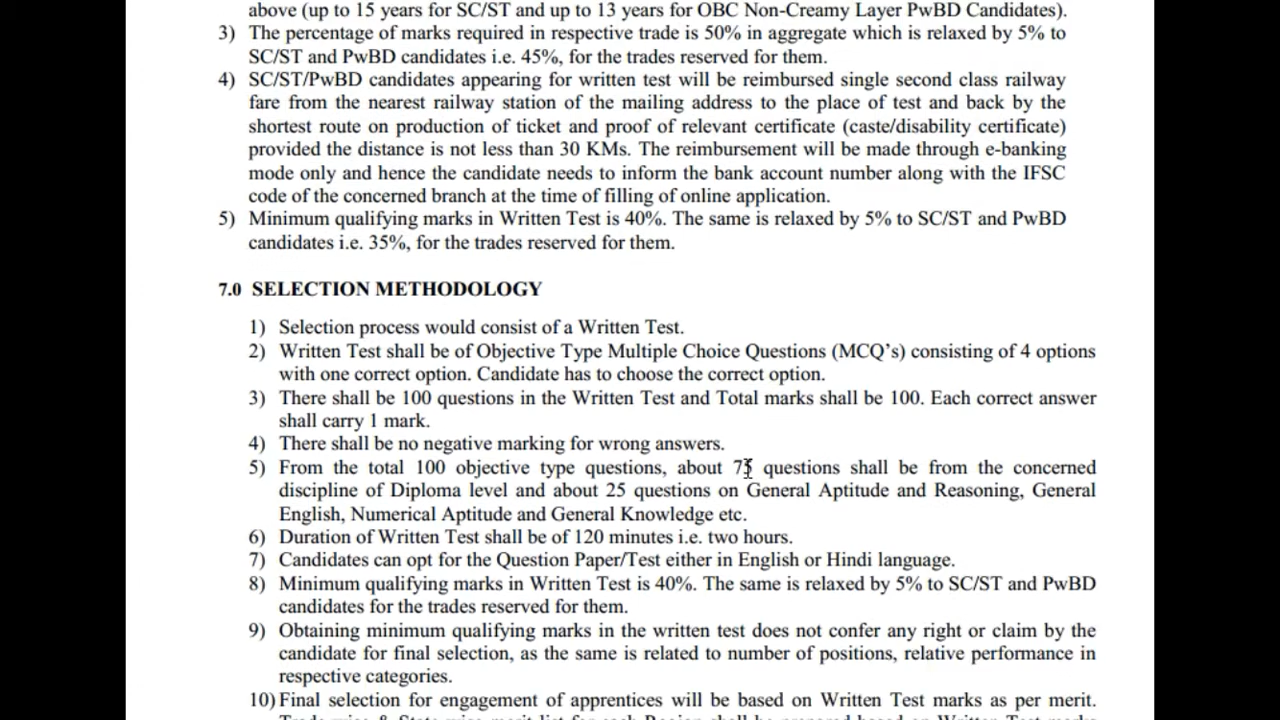 above (up to 15 years for SC/ST and up to 13 years for OBC Non-Creamy Layer PwBD Candidates).
3) The percentage of marks required in respective trade is 50% in aggregate which is relaxed by 5% to
SC/ST and PwBD candidates i.e. 45%, for the trades reserved for them.
4) SC/ST/PwBD candidates appearing for written test will be reimbursed single second class railway
fare from the nearest railway station of the mailing address to the place of test and back by the
shortest route on production of ticket and proof of relevant certificate (caste/disability certificate)
provided the distance is not less than 30 KMs. The reimbursement will be made through e-banking
mode only and hence the candidate needs to inform the bank account number along with the IFSC
code of the concerned branch at the time of filling of online application.
5) Minimum qualifying marks in Written Test is 40%. The same is relaxed by 5% to SC/ST and PwBD
candidates i.e. 35%, for the trades reserved for them.
7.0 SELECTION METHODOLOGY
1) Selection process would consist of a Written Test.
2) Written Test shall be of Objective Type Multiple Choice Questions (MCQ’s) consisting of 4 options
with one correct option. Candidate has to choose the correct option.
3) There shall be 100 questions in the Written Test and Total marks shall be 100. Each correct answer
shall carry 1 mark.
4) There shall be no negative marking for wrong answers.
5) From the total 100 objective type questions, about 75 questions shall be from the concerned
discipline of Diploma level and about 25 questions on General Aptitude and Reasoning, General
English, Numerical Aptitude and General Knowledge etc.
6) Duration of Written Test shall be of 120 minutes i.e. two hours.
7) Candidates can opt for the Question Paper/Test either in English or Hindi language.
8) Minimum qualifying marks in Written Test is 40%. The same is relaxed by 5% to SC/ST and PwBD
candidates for the trades reserved for them.
9) Obtaining minimum qualifying marks in the written test does not confer any right or claim by the
candidate for final selection, as the same is related to number of positions, relative performance in
respective categories.
10) Final selection for engagement of apprentices will be based on Written Test marks as per merit.